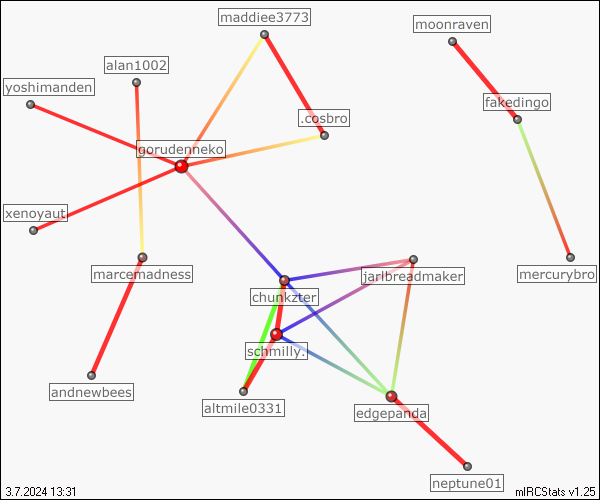 maddiee3773
moonraven
alan1002
yoshimanden
fakedingo
.cosbro
gorudenneko
xenoyaut
marcemadness
jarlbreadmaker
mercurybro
chunkzter
schmilly.
andnewbees
altmile0331
edgepanda
neptune01
3.7.2024 13:31
mIRCStats v1.25